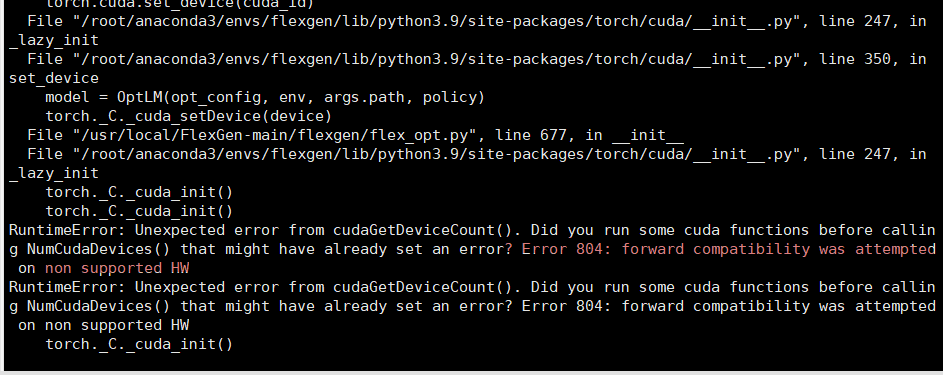 torch.cuda.set_device(cuda_id)
File "/root/anaconda3/envs/flexgen/lib/python3.9/site-packages/torch/cuda/__init__.py", line 247, in
_lazy_init
File "/root/anaconda3/envs/flexgen/lib/python3.9/site-packages/torch/cuda/__init__.py", line 350, in
set_device
model = OptLM(opt_config, env, args.path, policy)
torch._C._cuda_setDevice(device)
File "/usr/local/FlexGen-main/flexgen/flex_opt.py", line 677, in __init__
File "/root/anaconda3/envs/flexgen/lib/python3.9/site-packages/torch/cuda/__init__.py", line 247, in
_lazy_init
torch._C._cuda_init()
torch._C._cuda_init()
RuntimeError: Unexpected error from cudaGetDeviceCount(). Did you run some cuda functions before callin
g NumCudaDevices() that might have already set an error? Error 804: forward compatibility was attempted
on non supported HW
RuntimeError: Unexpected error from cudaGetDeviceCount(). Did you run some cuda functions before callin
g NumCudaDevices() that might have already set an error? Error 804: forward compatibility was attempted
on non supported HW
torch._C._cuda_init()